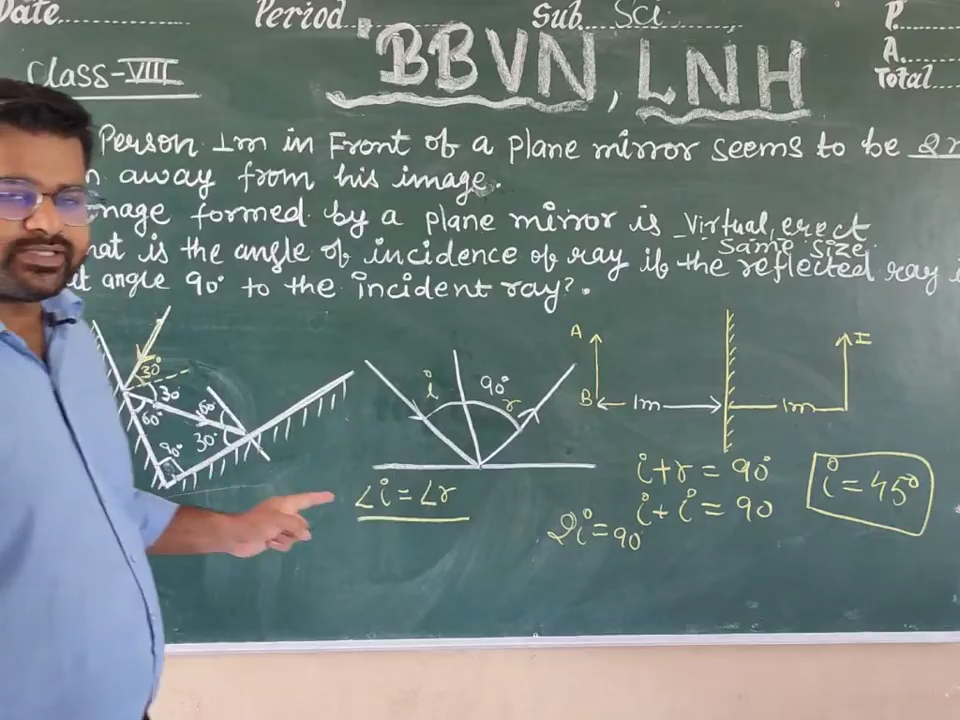 Date Period Sub. Sci P.
A.
Class-VIII BBVN, LNH Total
Person 1m in Front of a plane mirror seems to be 2m
away from his image.
formed by a plane mirror is Virtual, erect
Same Size
is the angle of incidence of ray if the reflected ray
angle 90° to the incident ray?.
30°
30
60°
60°
30°
90°
i 90° r
∠i = ∠r
A
B 1m 1m I
i+r = 90°
i+i = 90
2i = 90°
i = 45°